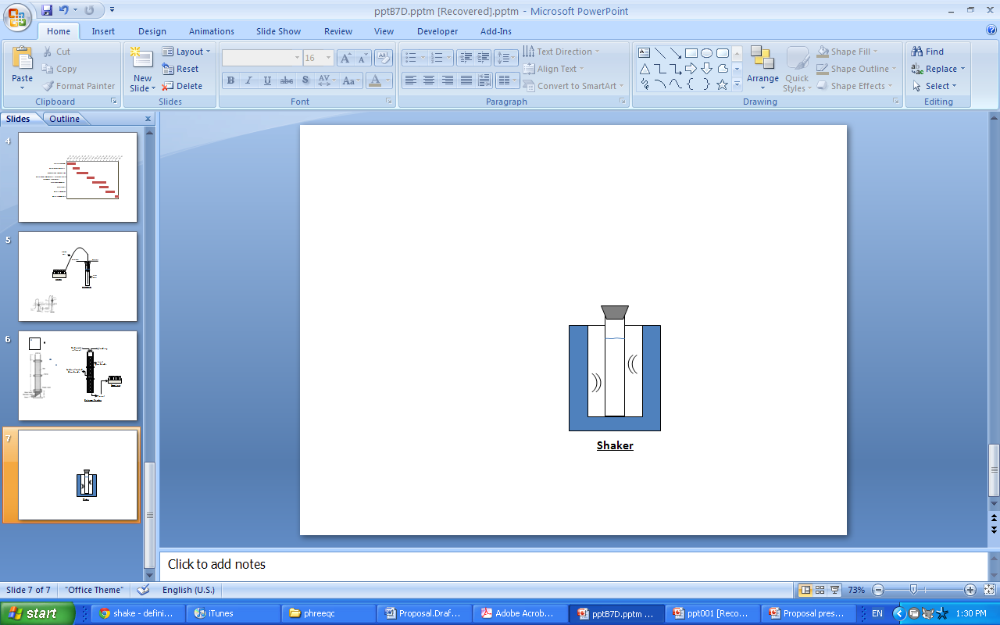 pptB7D.pptm [Recovered].pptm - Microsoft PowerPoint
Home Insert Design Animations Slide Show Review View Developer Add-Ins
Paste
Cut
Copy
Format Painter
Clipboard
New Slide
Layout
Reset
Delete
Slides
16
B I U abc S AV Aa A
Font
Text Direction
Align Text
Convert to SmartArt
Paragraph
Arrange
Quick Styles
Shape Fill
Shape Outline
Shape Effects
Drawing
Find
Replace
Select
Editing
Slides Outline x
4
5
6
7
Shaker
Click to add notes
Slide 7 of 7 "Office Theme" English (U.S.) 73%
start shake - defini... iTunes phreeqc Proposal.Draf... Adobe Acrob... pptB7D.pptm ... ppt001 [Reco... Proposal pres... EN 1:30 PM